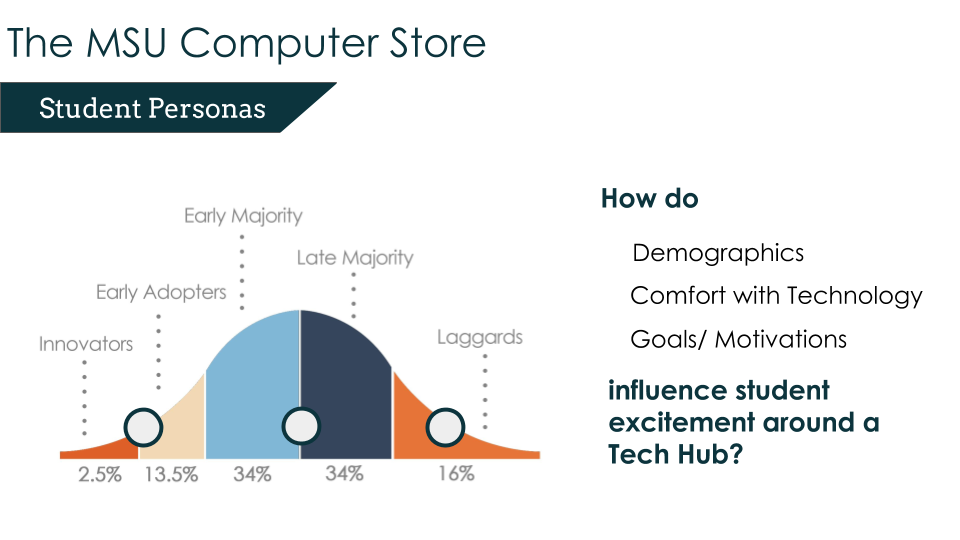 The MSU Computer Store
Student Personas
Early Majority
Late Majority
Early Adopters
Innovators
Laggards
2.5% 13.5% 34% 34% 16%
How do
Demographics
Comfort with Technology
Goals/ Motivations
influence student
excitement around a
Tech Hub?